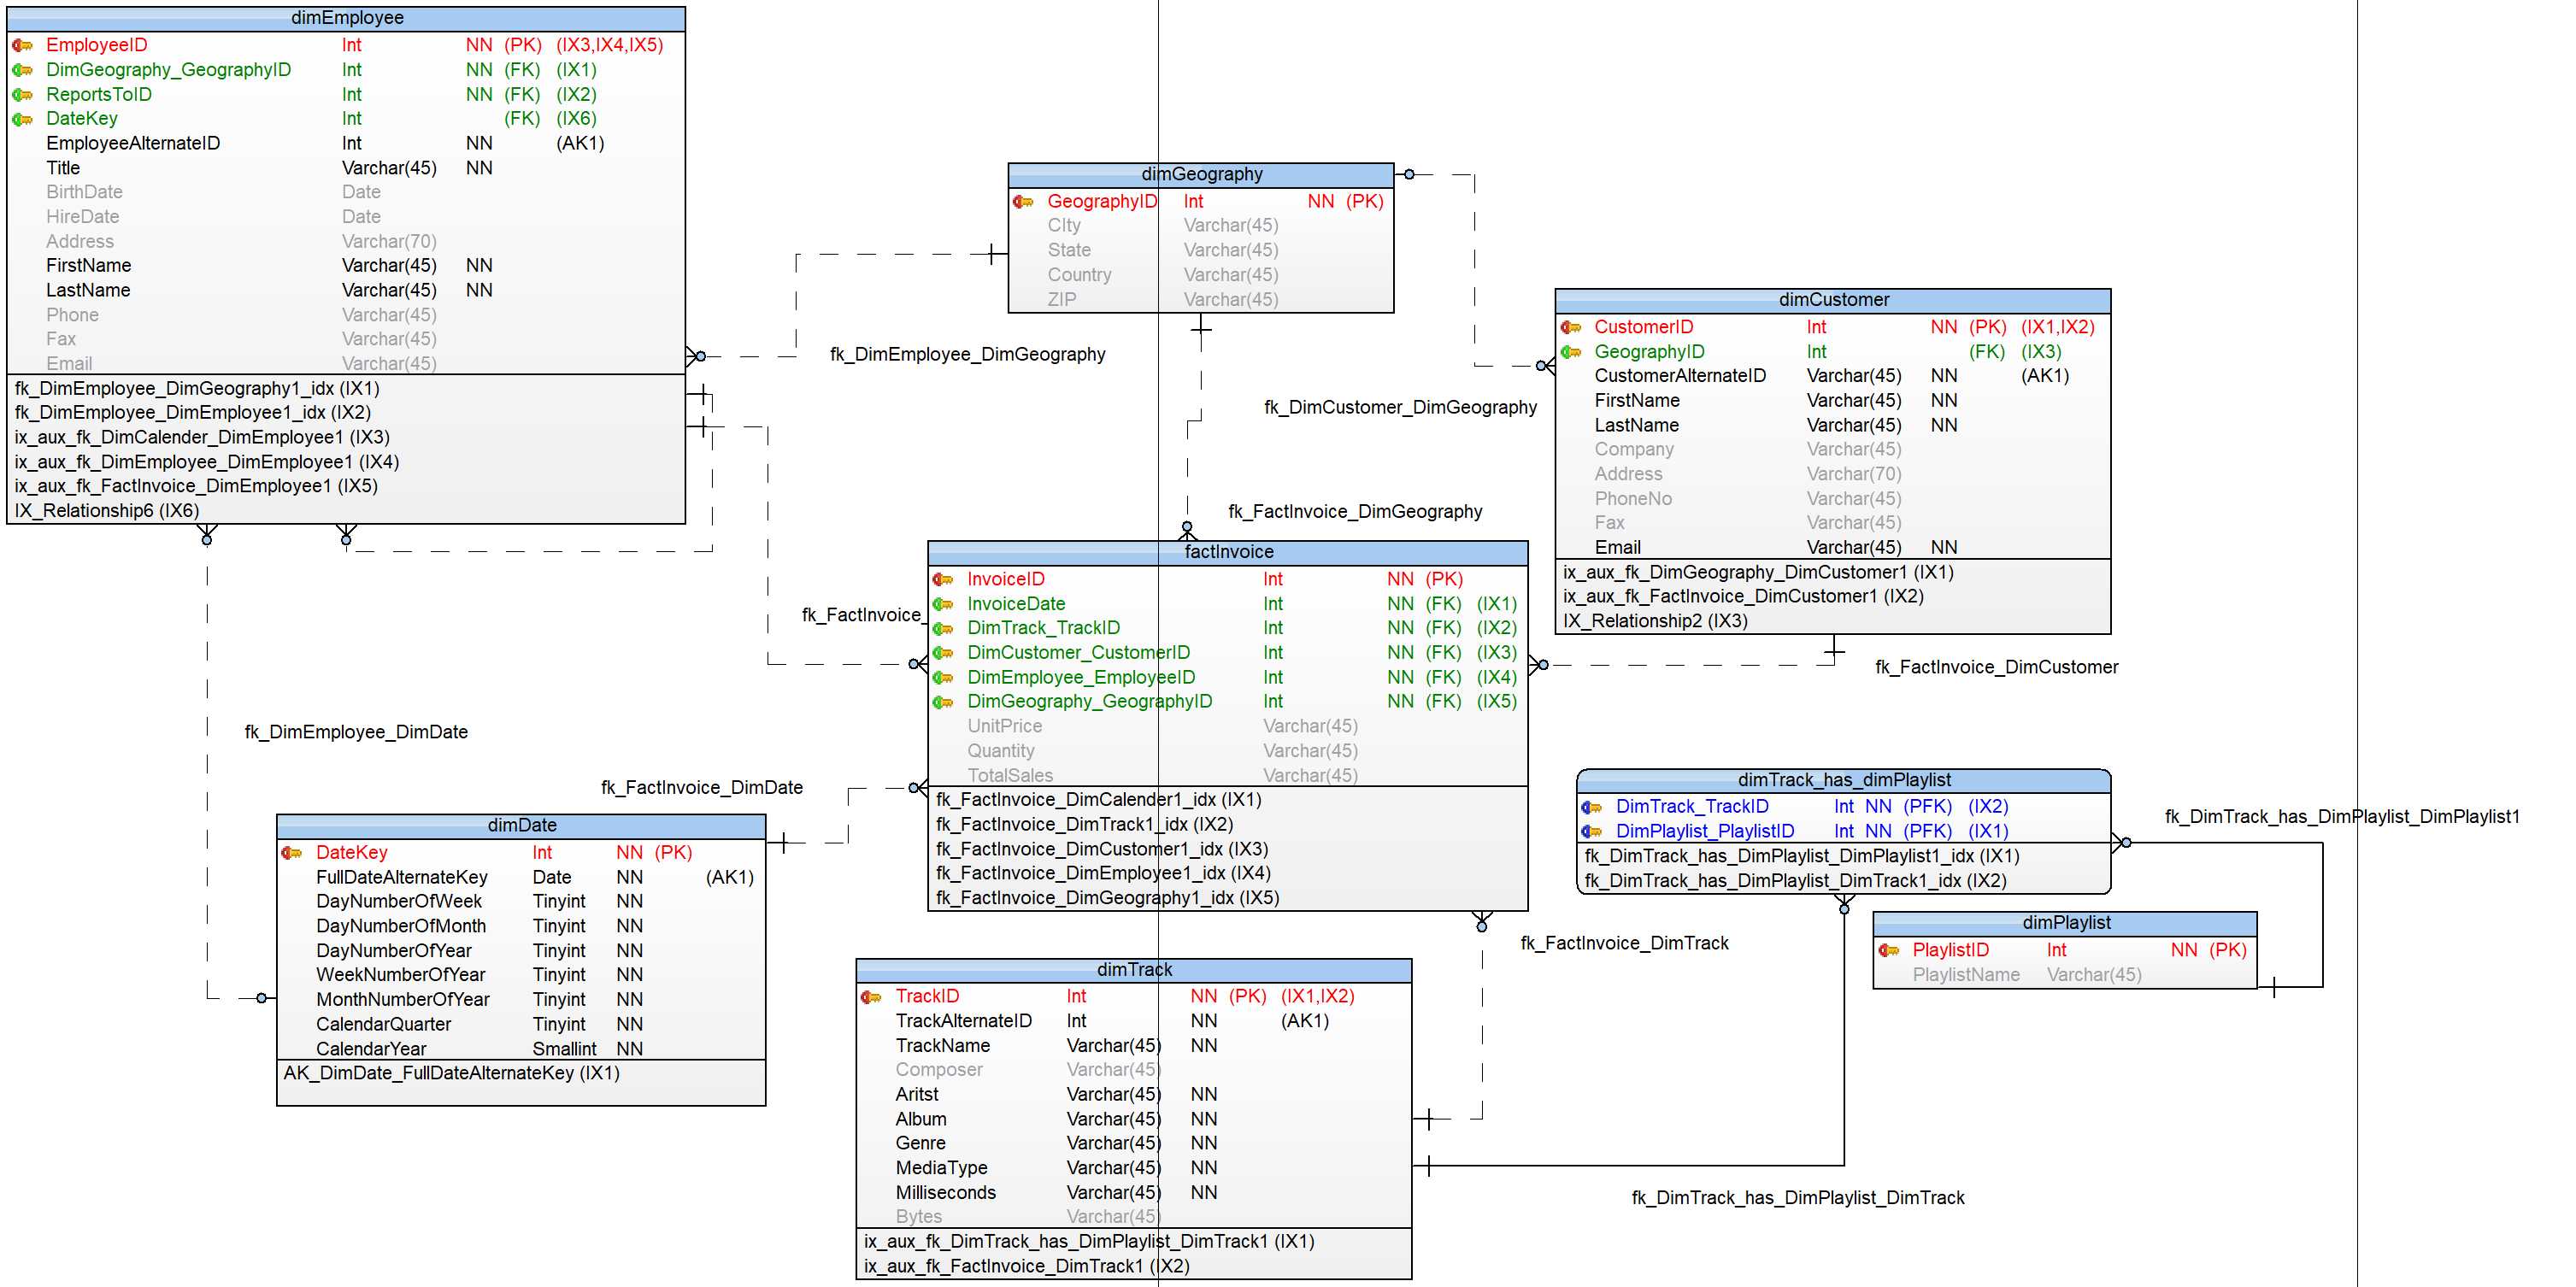 dimEmployee
EmployeeID Int NN (PK) (IX3,IX4,IX5)
DimGeography_GeographyID Int NN (FK) (IX1)
ReportsToID Int NN (FK) (IX2)
DateKey Int (FK) (IX6)
EmployeeAlternateID Int NN (AK1)
Title Varchar(45) NN
BirthDate Date
HireDate Date
Address Varchar(70)
FirstName Varchar(45) NN
LastName Varchar(45) NN
Phone Varchar(45)
Fax Varchar(45)
Email Varchar(45)
fk_DimEmployee_DimGeography1_idx (IX1)
fk_DimEmployee_DimEmployee1_idx (IX2)
ix_aux_fk_DimCalender_DimEmployee1 (IX3)
ix_aux_fk_DimEmployee_DimEmployee1 (IX4)
ix_aux_fk_FactInvoice_DimEmployee1 (IX5)
IX_Relationship6 (IX6)
dimGeography
GeographyID Int NN (PK)
CIty Varchar(45)
State Varchar(45)
Country Varchar(45)
ZIP Varchar(45)
fk_DimEmployee_DimGeography
fk_DimCustomer_DimGeography
fk_FactInvoice_DimGeography
dimCustomer
CustomerID Int NN (PK) (IX1,IX2)
GeographyID Int (FK) (IX3)
CustomerAlternateID Varchar(45) NN (AK1)
FirstName Varchar(45) NN
LastName Varchar(45) NN
Company Varchar(45)
Address Varchar(70)
PhoneNo Varchar(45)
Fax Varchar(45)
Email Varchar(45) NN
ix_aux_fk_DimGeography_DimCustomer1 (IX1)
ix_aux_fk_FactInvoice_DimCustomer1 (IX2)
IX_Relationship2 (IX3)
fk_FactInvoice_
factInvoice
InvoiceID Int NN (PK)
InvoiceDate Int NN (FK) (IX1)
DimTrack_TrackID Int NN (FK) (IX2)
DimCustomer_CustomerID Int NN (FK) (IX3)
DimEmployee_EmployeeID Int NN (FK) (IX4)
DimGeography_GeographyID Int NN (FK) (IX5)
UnitPrice Varchar(45)
Quantity Varchar(45)
TotalSales Varchar(45)
fk_FactInvoice_DimCalender1_idx (IX1)
fk_FactInvoice_DimTrack1_idx (IX2)
fk_FactInvoice_DimCustomer1_idx (IX3)
fk_FactInvoice_DimEmployee1_idx (IX4)
fk_FactInvoice_DimGeography1_idx (IX5)
fk_FactInvoice_DimCustomer
fk_DimEmployee_DimDate
fk_FactInvoice_DimDate
dimDate
DateKey Int NN (PK)
FullDateAlternateKey Date NN (AK1)
DayNumberOfWeek Tinyint NN
DayNumberOfMonth Tinyint NN
DayNumberOfYear Tinyint NN
WeekNumberOfYear Tinyint NN
MonthNumberOfYear Tinyint NN
CalendarQuarter Tinyint NN
CalendarYear Smallint NN
AK_DimDate_FullDateAlternateKey (IX1)
dimTrack_has_dimPlaylist
DimTrack_TrackID Int NN (PFK) (IX2)
DimPlaylist_PlaylistID Int NN (PFK) (IX1)
fk_DimTrack_has_DimPlaylist_DimPlaylist1_idx (IX1)
fk_DimTrack_has_DimPlaylist_DimTrack1_idx (IX2)
fk_DimTrack_has_DimPlaylist_DimPlaylist1
dimPlaylist
PlaylistID Int NN (PK)
PlaylistName Varchar(45)
fk_FactInvoice_DimTrack
dimTrack
TrackID Int NN (PK) (IX1,IX2)
TrackAlternateID Int NN (AK1)
TrackName Varchar(45) NN
Composer Varchar(45)
Aritst Varchar(45) NN
Album Varchar(45) NN
Genre Varchar(45) NN
MediaType Varchar(45) NN
Milliseconds Varchar(45) NN
Bytes Varchar(45)
ix_aux_fk_DimTrack_has_DimPlaylist_DimTrack1 (IX1)
ix_aux_fk_FactInvoice_DimTrack1 (IX2)
fk_DimTrack_has_DimPlaylist_DimTrack